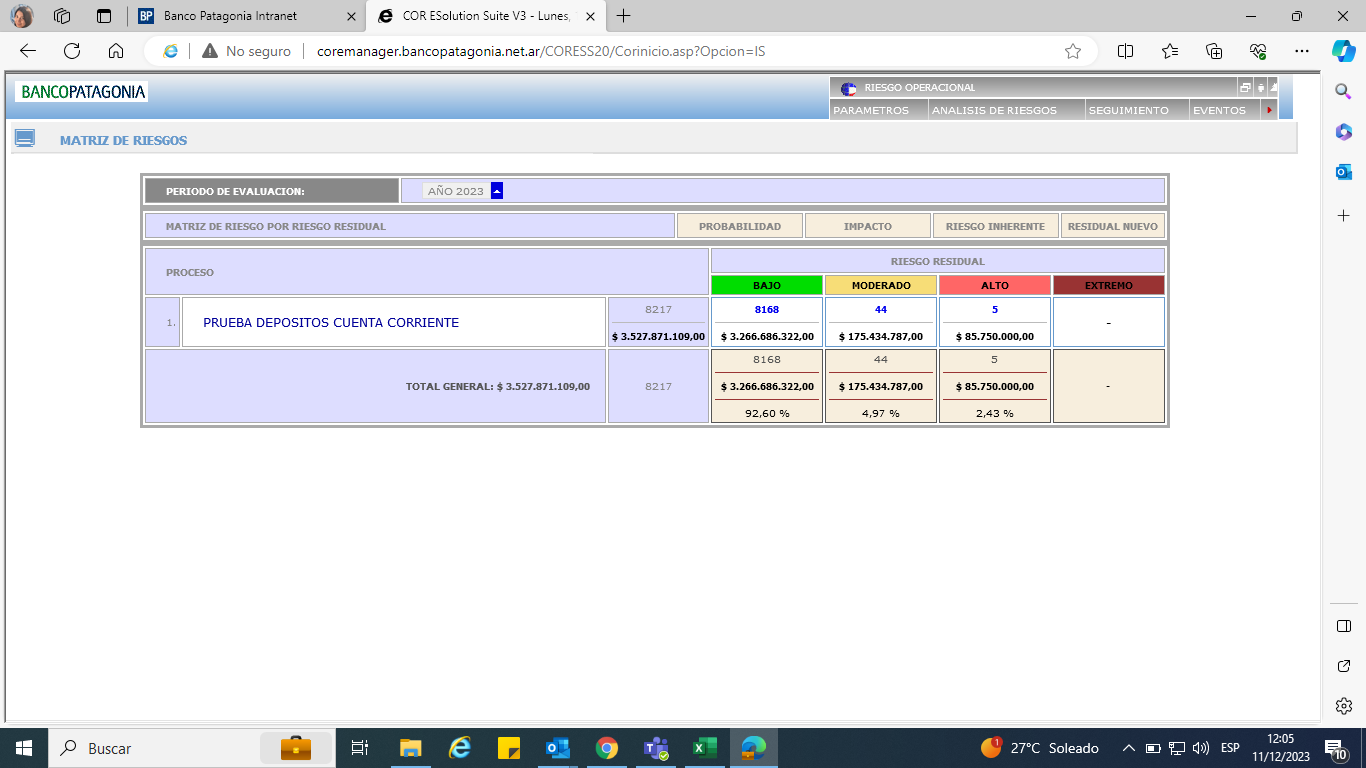 Banco Patagonia Intranet
COR ESolution Suite V3 - Lunes,
No seguro
coremanager.bancopatagonia.net.ar/CORESS20/Corinicio.asp?Opcion=IS
BANCOPATAGONIA
RIESGO OPERACIONAL
PARAMETROS ANALISIS DE RIESGOS SEGUIMIENTO EVENTOS
MATRIZ DE RIESGOS
PERIODO DE EVALUACION: AÑO 2023
MATRIZ DE RIESGO POR RIESGO RESIDUAL PROBABILIDAD IMPACTO RIESGO INHERENTE RESIDUAL NUEVO
PROCESO
RIESGO RESIDUAL
BAJO MODERADO ALTO EXTREMO
1. PRUEBA DEPOSITOS CUENTA CORRIENTE
8217 8168 44 5 -
$ 3.527.871.109,00 $ 3.266.686.322,00 $ 175.434.787,00 $ 85.750.000,00
TOTAL GENERAL: $ 3.527.871.109,00 8217
8168 44 5
$ 3.266.686.322,00 $ 175.434.787,00 $ 85.750.000,00 -
92,60 % 4,97 % 2,43 %
Buscar
27°C Soleado
ESP
12:05
11/12/2023
10
BP
1